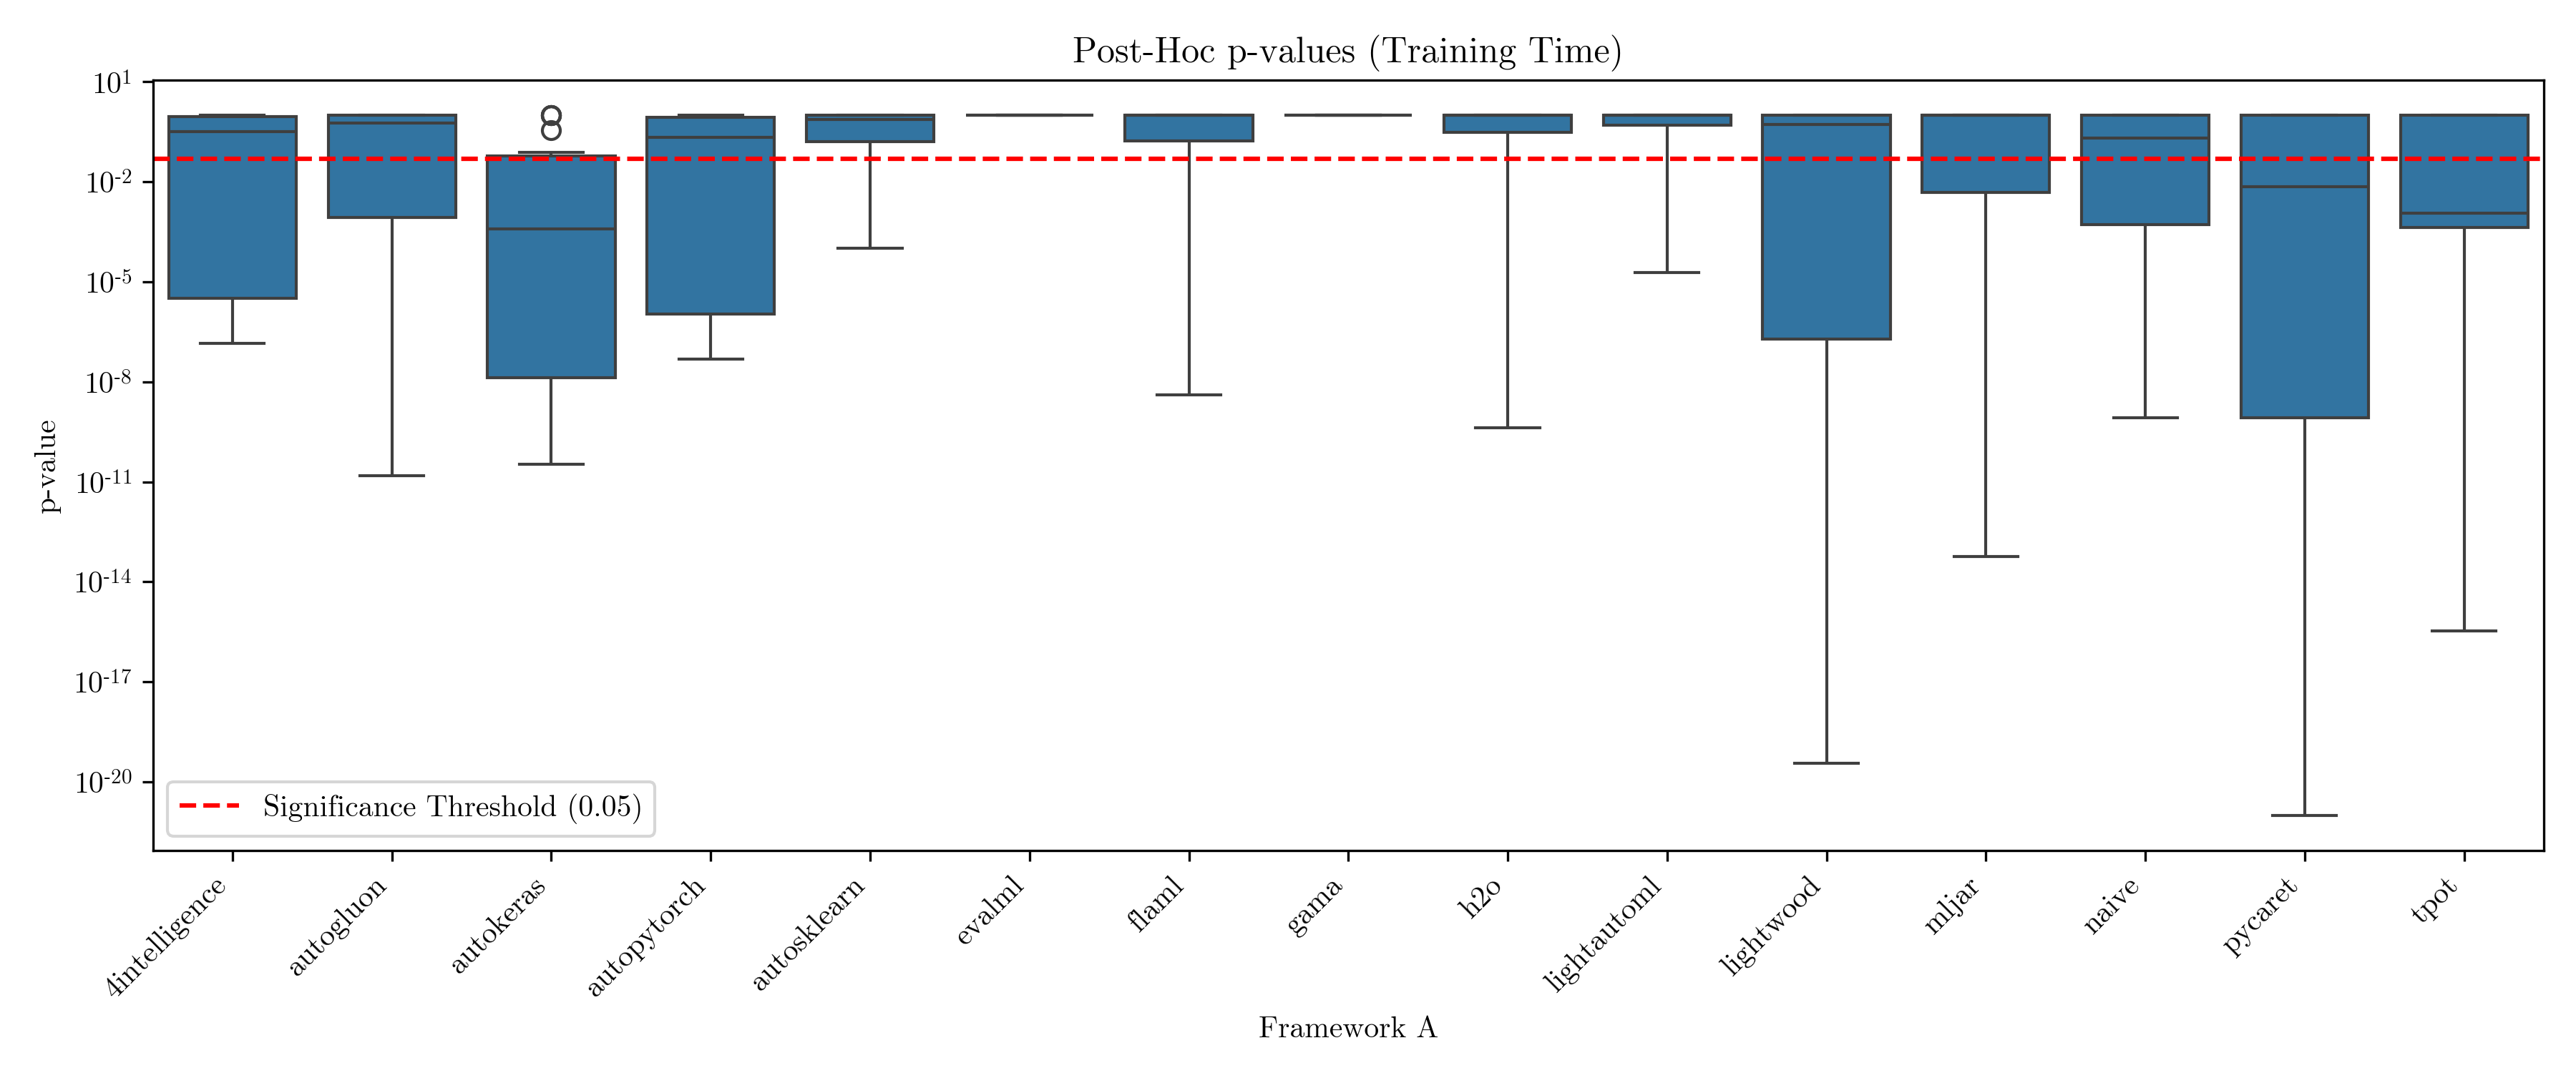 Post-Hoc p-values (Training Time)
10¹
10⁻²
10⁻⁵
10⁻⁸
10⁻¹¹
10⁻¹⁴
10⁻¹⁷
10⁻²⁰
p-value
Significance Threshold (0.05)
4intelligence
autogluon
autokeras
autopytorch
autosklearn
evalml
flaml
gama
h2o
lightautoml
lightwood
mljar
naive
pycaret
tpot
Framework A